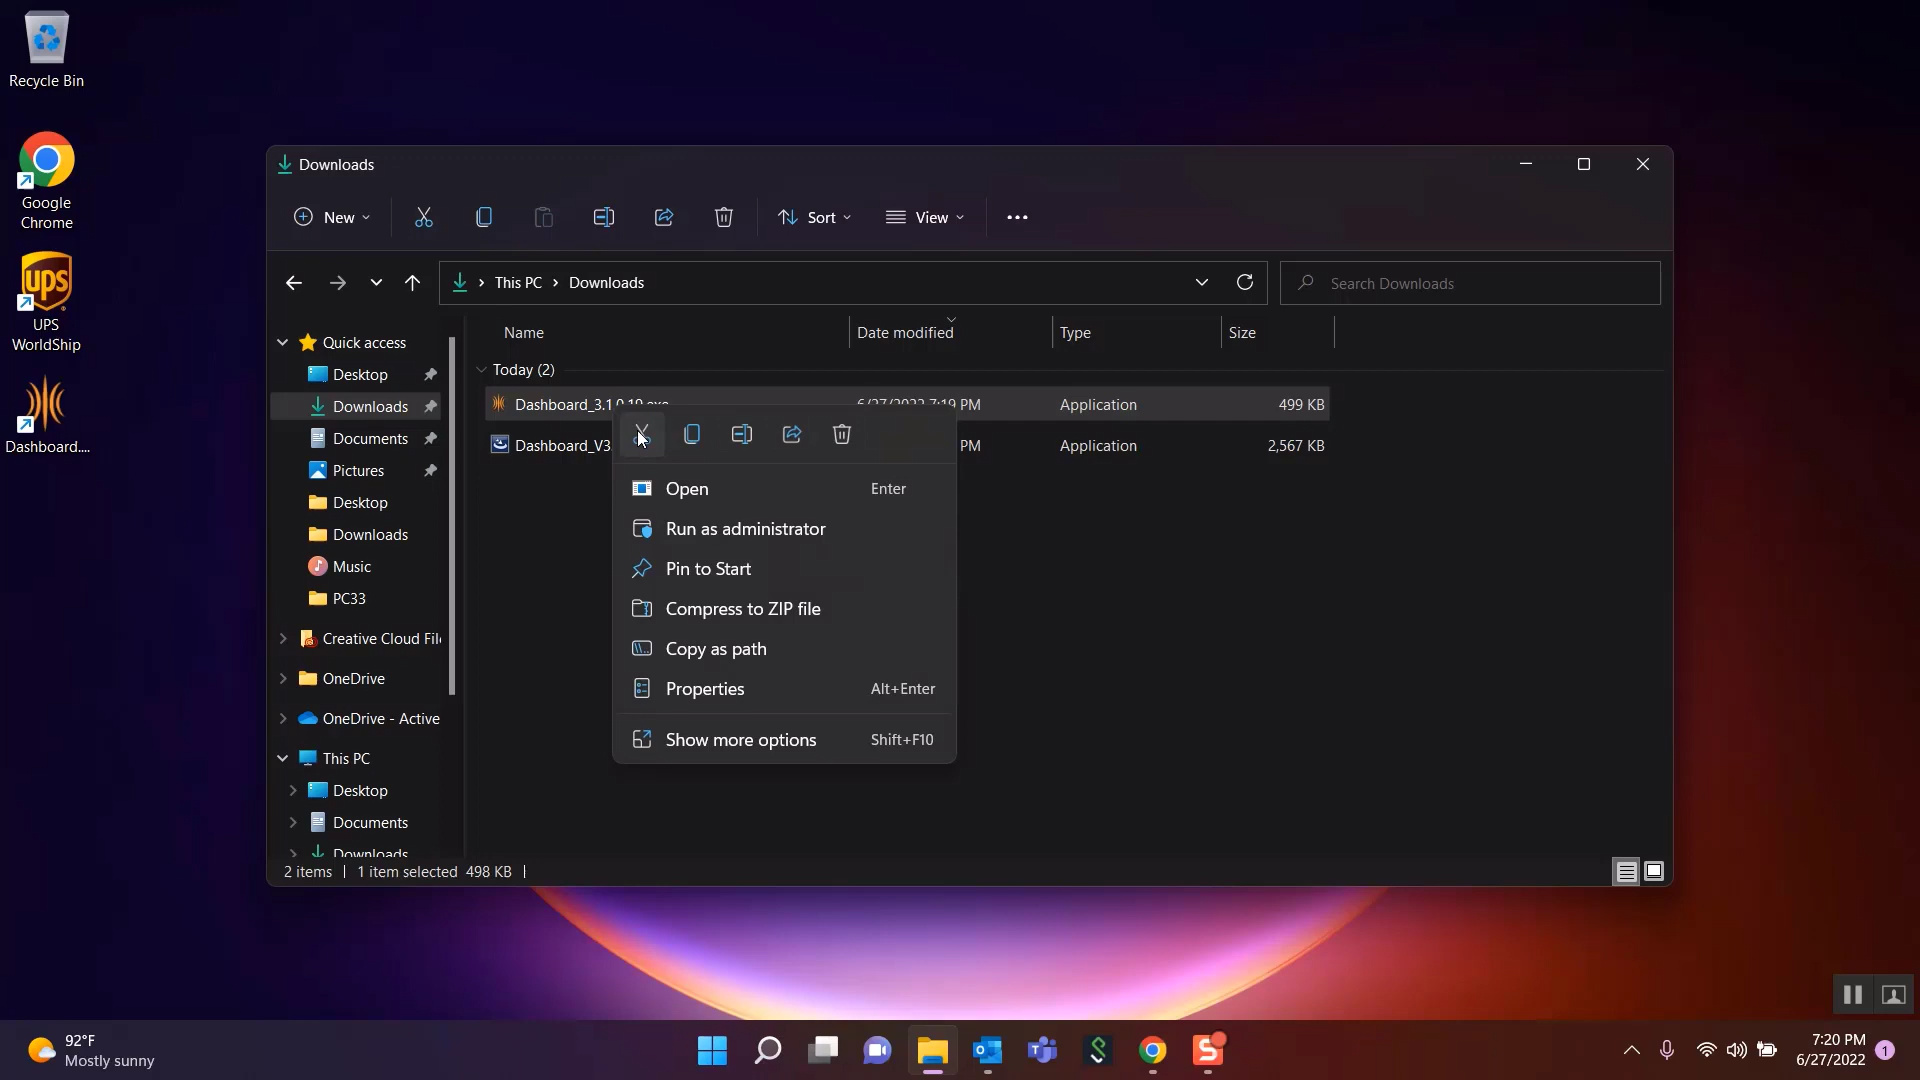 Recycle Bin
Google
Chrome
ups
UPS
WorldShip
Dashboard....
Downloads
New
Sort
View
This PC
Downloads
Search Downloads
Name
Date modified
Type
Size
Quick access
Desktop
Downloads
Documents
Pictures
Desktop
Downloads
Music
PC33
Creative Cloud Fil
OneDrive
OneDrive - Active
This PC
Desktop
Documents
Downloads
Today (2)
Dashboard_3.1.0.19.exe 6/27/2022 7:19 PM Application 499 KB
Dashboard_V3 PM Application 2,567 KB
Open Enter
Run as administrator
Pin to Start
Compress to ZIP file
Copy as path
Properties Alt+Enter
Show more options Shift+F10
2 items 1 item selected 498 KB
92°F
Mostly sunny
7:20 PM
6/27/2022
1